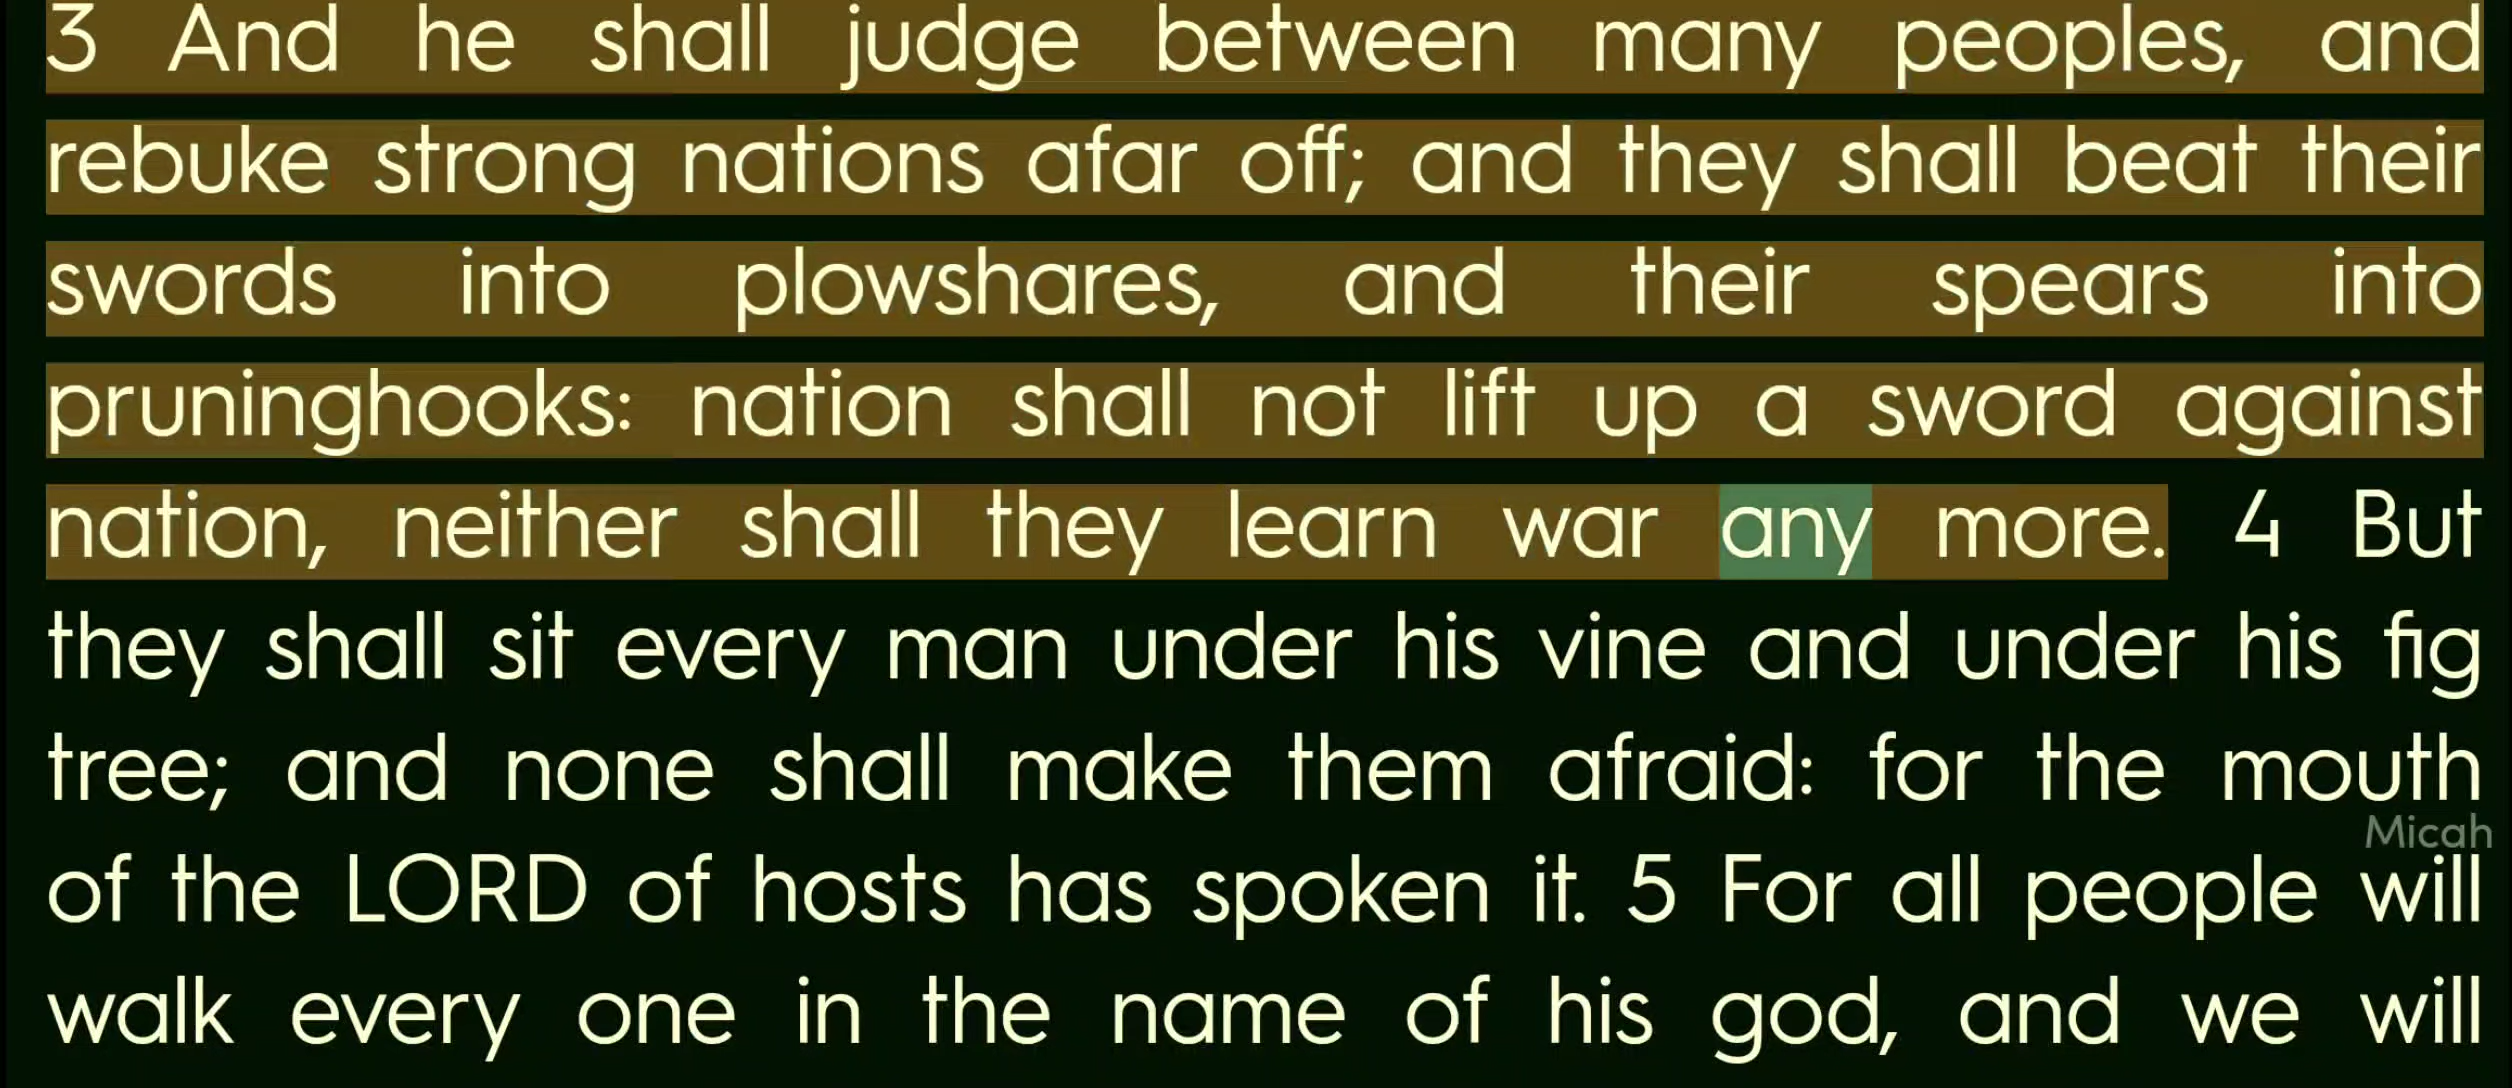 3 And he shall judge between many peoples, and
rebuke strong nations afar off; and they shall beat their
swords into plowshares, and their spears into
pruninghooks: nation shall not lift up a sword against
nation, neither shall they learn war any more. 4 But
they shall sit every man under his vine and under his fig
tree; and none shall make them afraid: for the mouth
Micah
of the LORD of hosts has spoken it. 5 For all people will
walk every one in the name of his god, and we will